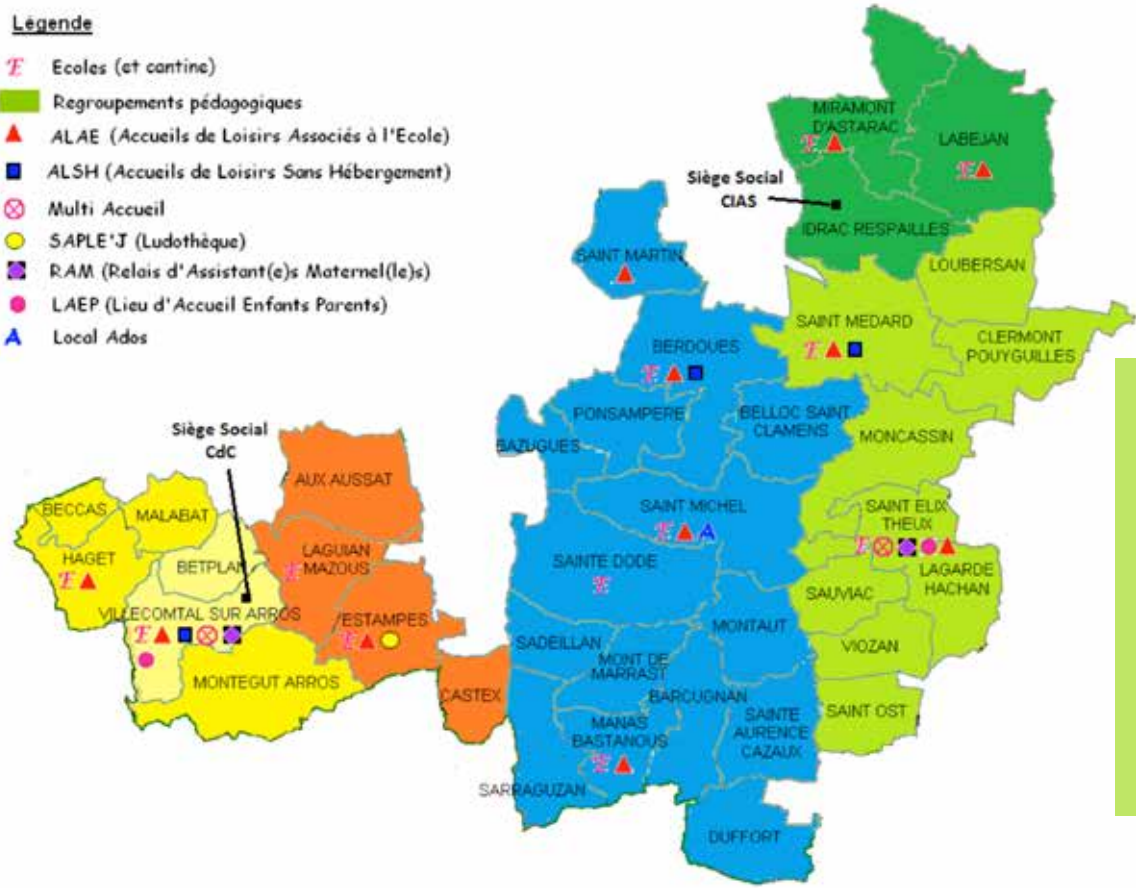 Légende
E Ecoles (et cantine)
Regroupements pédagogiques
ALAE (Accueils de Loisirs Associés à l'Ecole)
ALSH (Accueils de Loisirs Sans Hébergement)
Multi Accueil
SAPLE'J (Ludothèque)
RAM (Relais d'Assistant(e)s Maternel(le)s)
LAEP (Lieu d'Accueil Enfants Parents)
A Local Ados
MIRAMONT
D'ASTARAC
E
LABEJAN
E
Siège Social
CIAS
IDRAC RESPAILLES
LOUBERSAN
SAINT MARTIN
SAINT MEDARD
E
CLERMONT
POUYGUILLES
BERDOUES
E
PONSAMPERE
BELLOC SAINT
CLAMENS
BAZUGUES
MONCASSIN
Siège Social
CdC
AUX AUSSAT
BECCAS
MALABAT
SAINT MICHEL
E A
SAINT ELIX
THEUX
E
HAGET
E
BETPLAN
LAGUIAN
MAZOUS
E
SAINTE DODE
E
LAGARDE
HACHAN
SAUVIAC
VILLECOMTAL SUR ARROS
E
ESTAMPES
E
SADEILLAN
MONTAUT
VIOZAN
MONTEGUT ARROS
CASTEX
MONT DE
MARRAST
BARCUGNAN
SAINT OST
MANAS
BASTANOUS
E
SAINTE
AURENCE
CAZAUX
SARRAGUZAN
DUFFORT